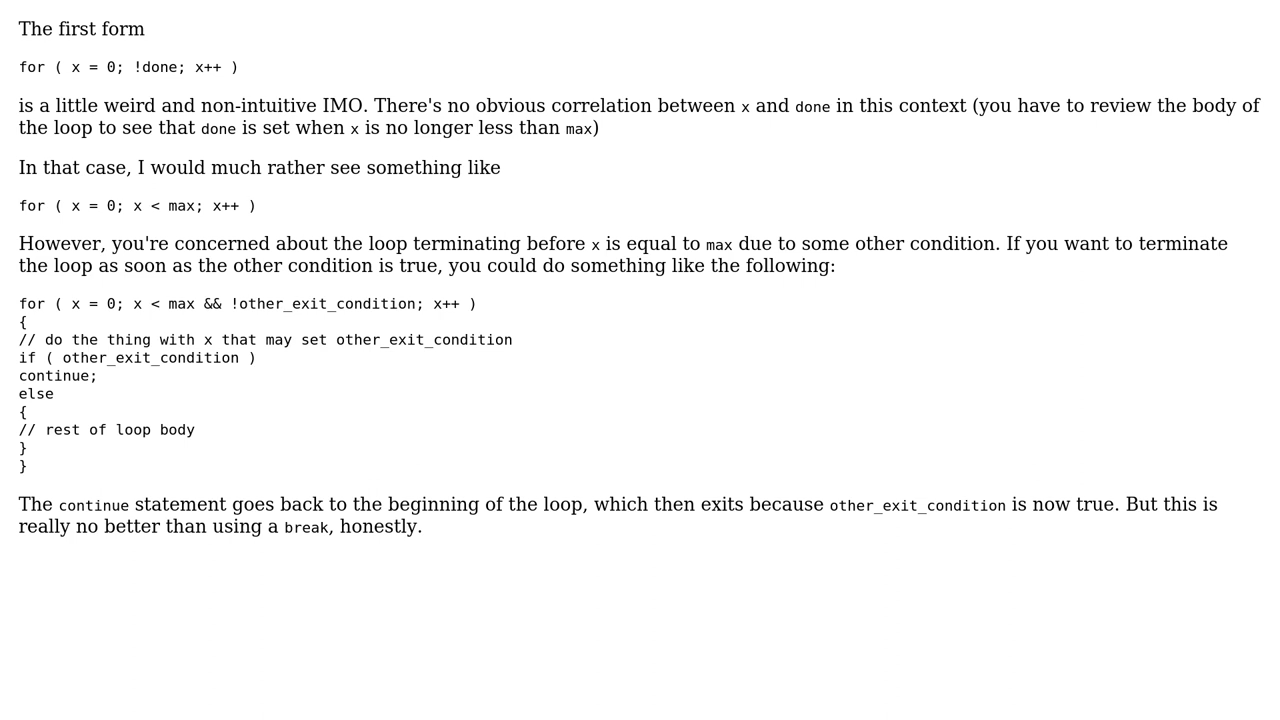 The first form
for ( x = 0; !done; x++ )
is a little weird and non-intuitive IMO. There's no obvious correlation between x and done in this context (you have to review the body of
the loop to see that done is set when x is no longer less than max)
In that case, I would much rather see something like
for ( x = 0; x < max; x++ )
However, you're concerned about the loop terminating before x is equal to max due to some other condition. If you want to terminate
the loop as soon as the other condition is true, you could do something like the following:
for ( x = 0; x < max && !other_exit_condition; x++ )
{
// do the thing with x that may set other_exit_condition
if ( other_exit_condition )
continue;
else
{
// rest of loop body
}
}
The continue statement goes back to the beginning of the loop, which then exits because other_exit_condition is now true. But this is
really no better than using a break, honestly.